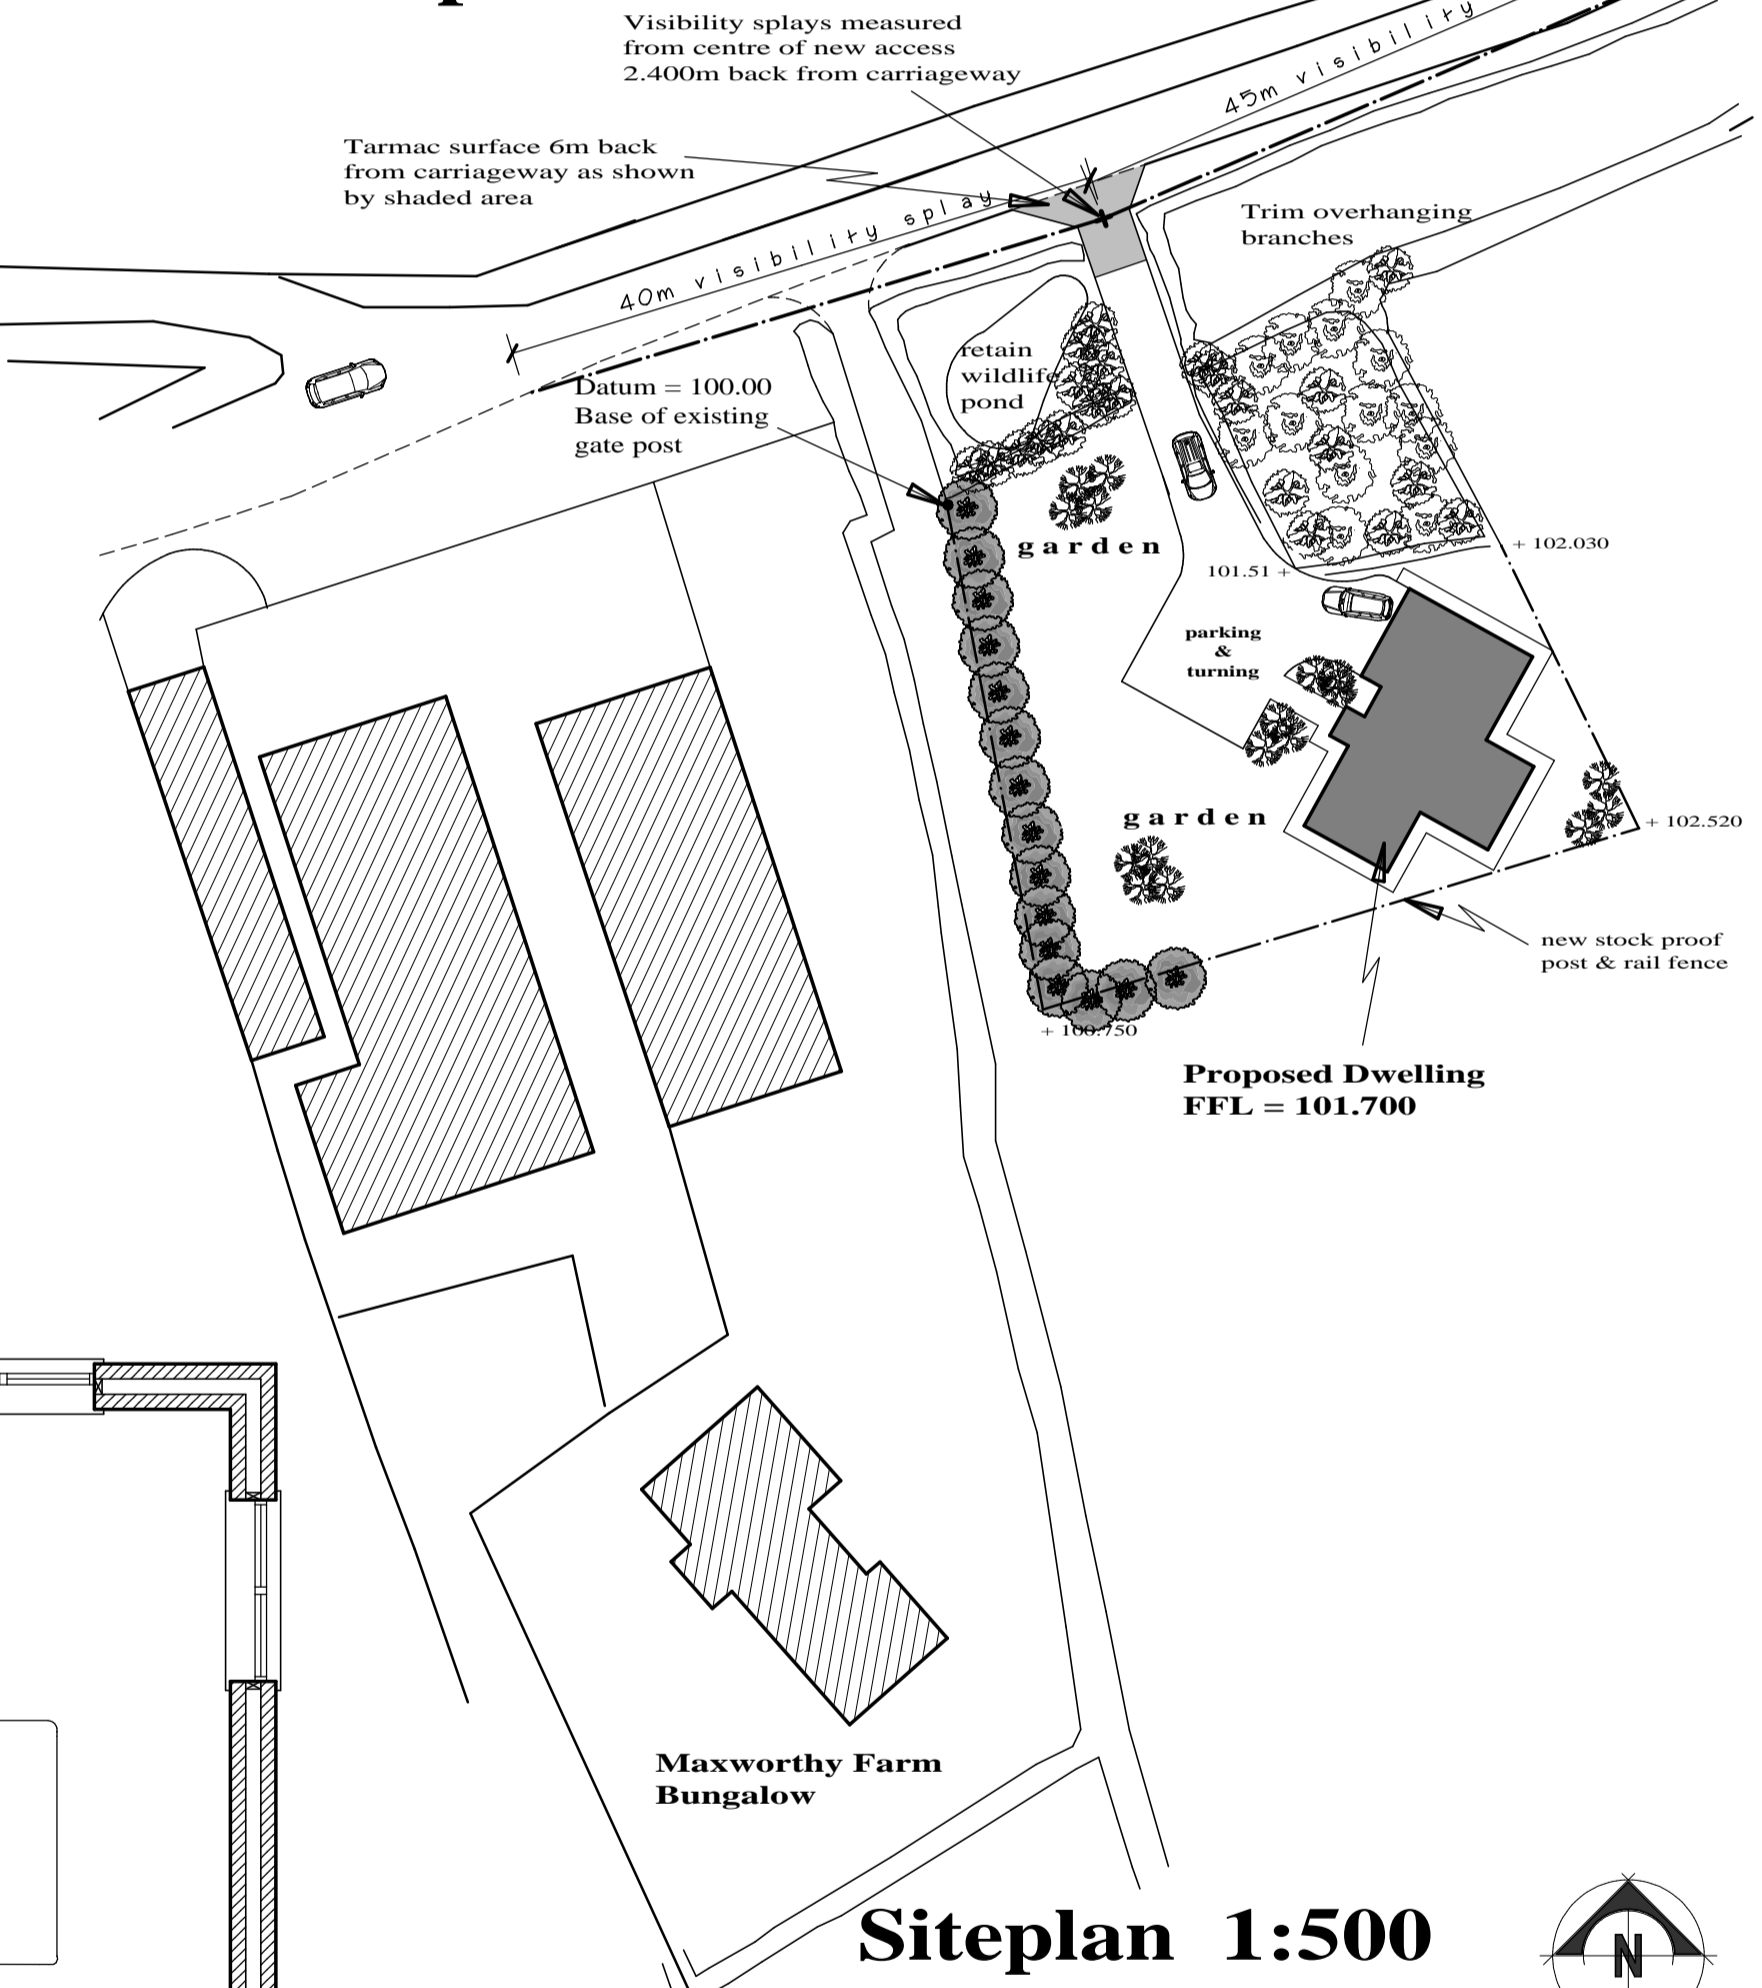 Visibility splays measured
from centre of new access
2.400m back from carriageway
45m visibility
Tarmac surface 6m back
from carriageway as shown
by shaded area
40m visibility splay
Trim overhanging
branches
retain
wildlife
pond
Datum = 100.00
Base of existing
gate post
garden
+ 102.030
101.51 +
parking
&
turning
garden
+ 102.520
new stock proof
post & rail fence
+ 100.750
Proposed Dwelling
FFL = 101.700
Maxworthy Farm
Bungalow
Siteplan 1:500
N